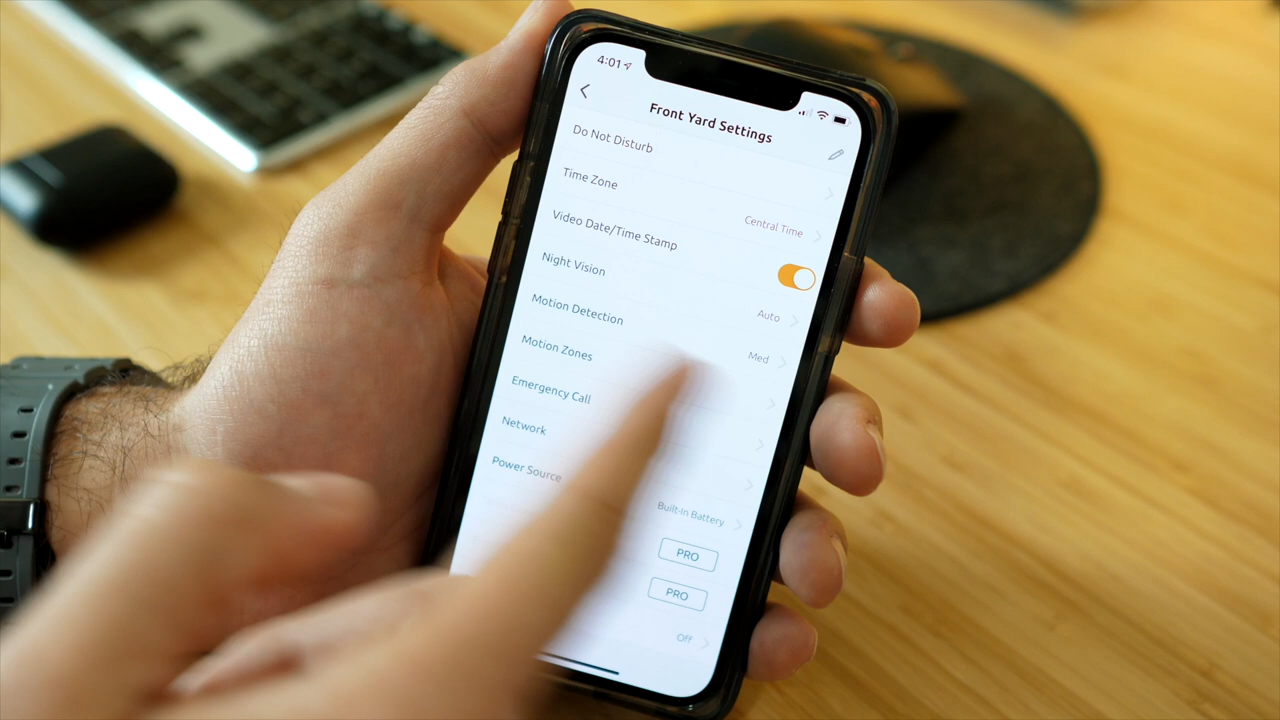 4:01
Front Yard Settings
Do Not Disturb
Time Zone
Central Time
Video Date/Time Stamp
Night Vision
Auto
Motion Detection
Med
Motion Zones
Emergency Call
Network
Power Source
Built-In Battery
PRO
PRO
Off